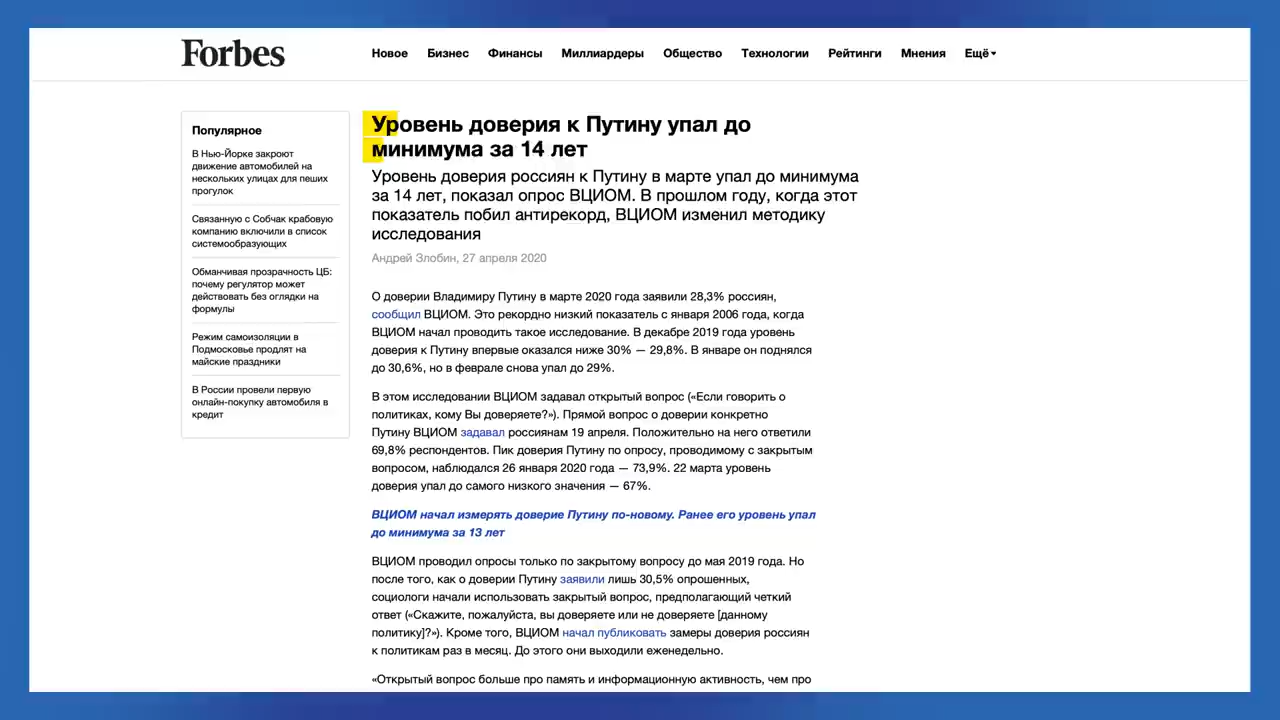 Forbes
Новое Бизнес Финансы Миллиардеры Общество Технологии Рейтинги Мнения Ещё
Популярное
В Нью-Йорке закроют
движение автомобилей на
нескольких улицах для пеших
прогулок
Связанную с Собчак крабовую
компанию включили в список
системообразующих
Обманчивая прозрачность ЦБ:
почему регулятор может
действовать без оглядки на
формулы
Режим самоизоляции в
Подмосковье продлят на
майские праздники
В России провели первую
онлайн-покупку автомобиля в
кредит
Уровень доверия к Путину упал до
минимума за 14 лет
Уровень доверия россиян к Путину в марте упал до минимума
за 14 лет, показал опрос ВЦИОМ. В прошлом году, когда этот
показатель побил антирекорд, ВЦИОМ изменил методику
исследования
Андрей Злобин, 27 апреля 2020
О доверии Владимиру Путину в марте 2020 года заявили 28,3% россиян,
сообщил ВЦИОМ. Это рекордно низкий показатель с января 2006 года, когда
ВЦИОМ начал проводить такое исследование. В декабре 2019 года уровень
доверия к Путину впервые оказался ниже 30% — 29,8%. В январе он поднялся
до 30,6%, но в феврале снова упал до 29%.
В этом исследовании ВЦИОМ задавал открытый вопрос («Если говорить о
политиках, кому Вы доверяете?»). Прямой вопрос о доверии конкретно
Путину ВЦИОМ задавал россиянам 19 апреля. Положительно на него ответили
69,8% респондентов. Пик доверия Путину по опросу, проводимому с закрытым
вопросом, наблюдался 26 января 2020 года — 73,9%. 22 марта уровень
доверия упал до самого низкого значения — 67%.
ВЦИОМ начал измерять доверие Путину по-новому. Ранее его уровень упал
до минимума за 13 лет
ВЦИОМ проводил опросы только по закрытому вопросу до мая 2019 года. Но
после того, как о доверии Путину заявили лишь 30,5% опрошенных,
социологи начали использовать закрытый вопрос, предполагающий четкий
ответ («Скажите, пожалуйста, вы доверяете или не доверяете [данному
политику]?»). Кроме того, ВЦИОМ начал публиковать замеры доверия россиян
к политикам раз в месяц. До этого они выходили еженедельно.
«Открытый вопрос больше про память и информационную активность, чем про